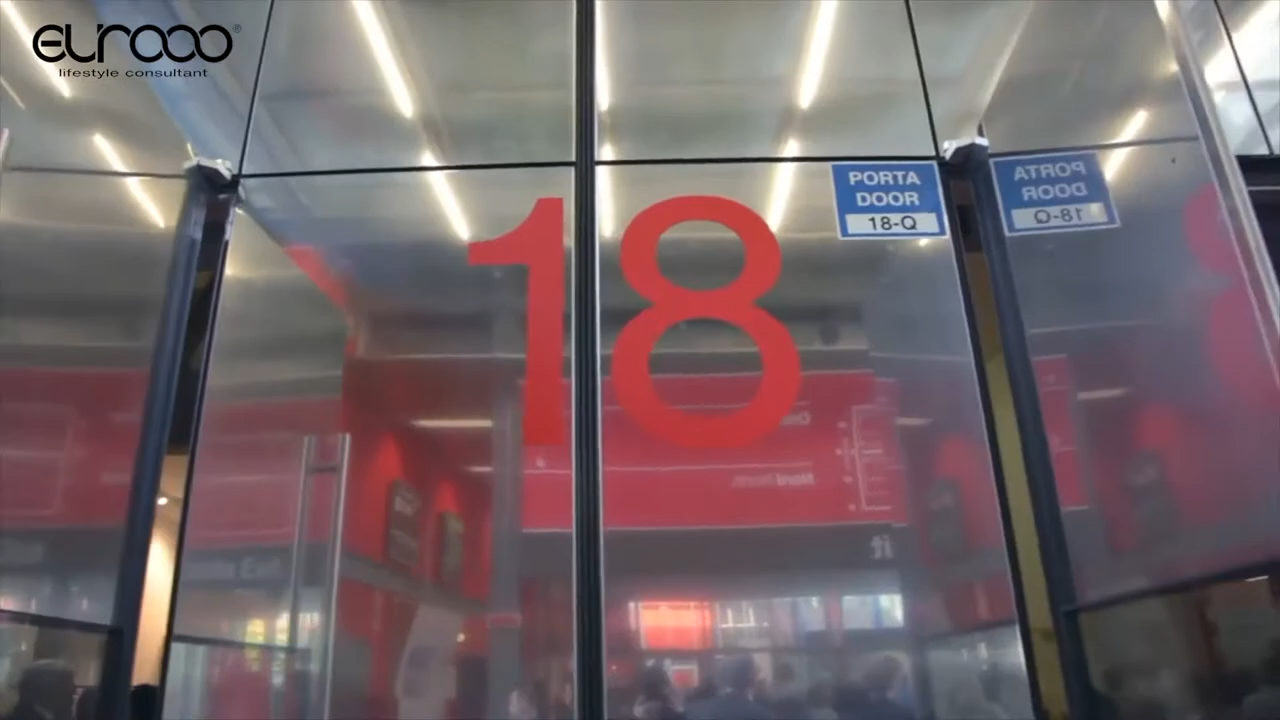 eurooo®
lifestyle consultant
18
PORTA
DOOR
18-Q
PORTA
DOOR
18-Q